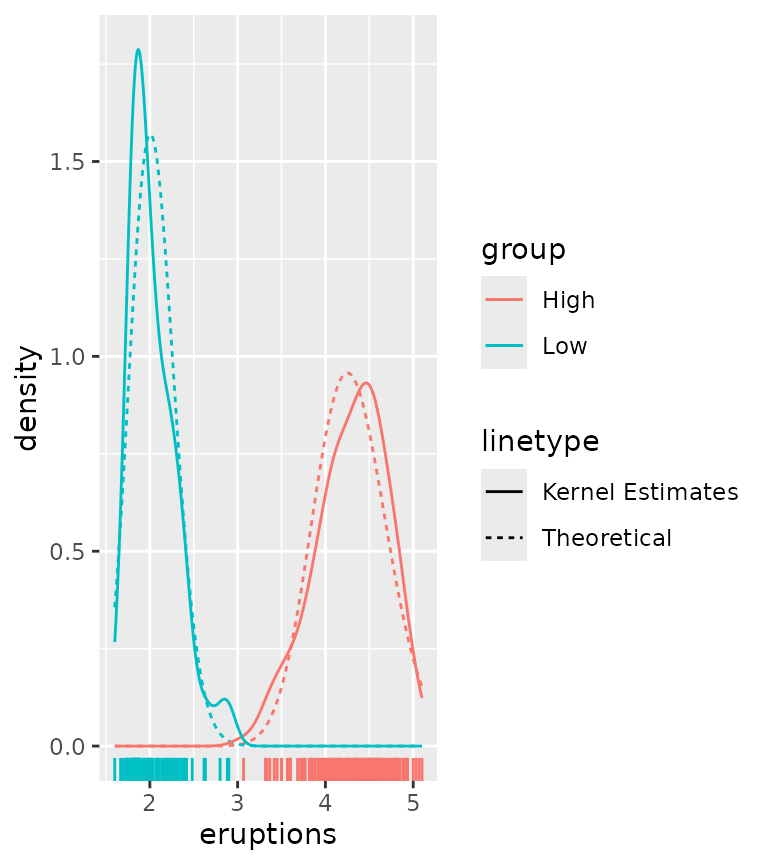 density
1.5
1.0
0.5
0.0
2 3 4 5
eruptions
group
High
Low
linetype
Kernel Estimates
Theoretical